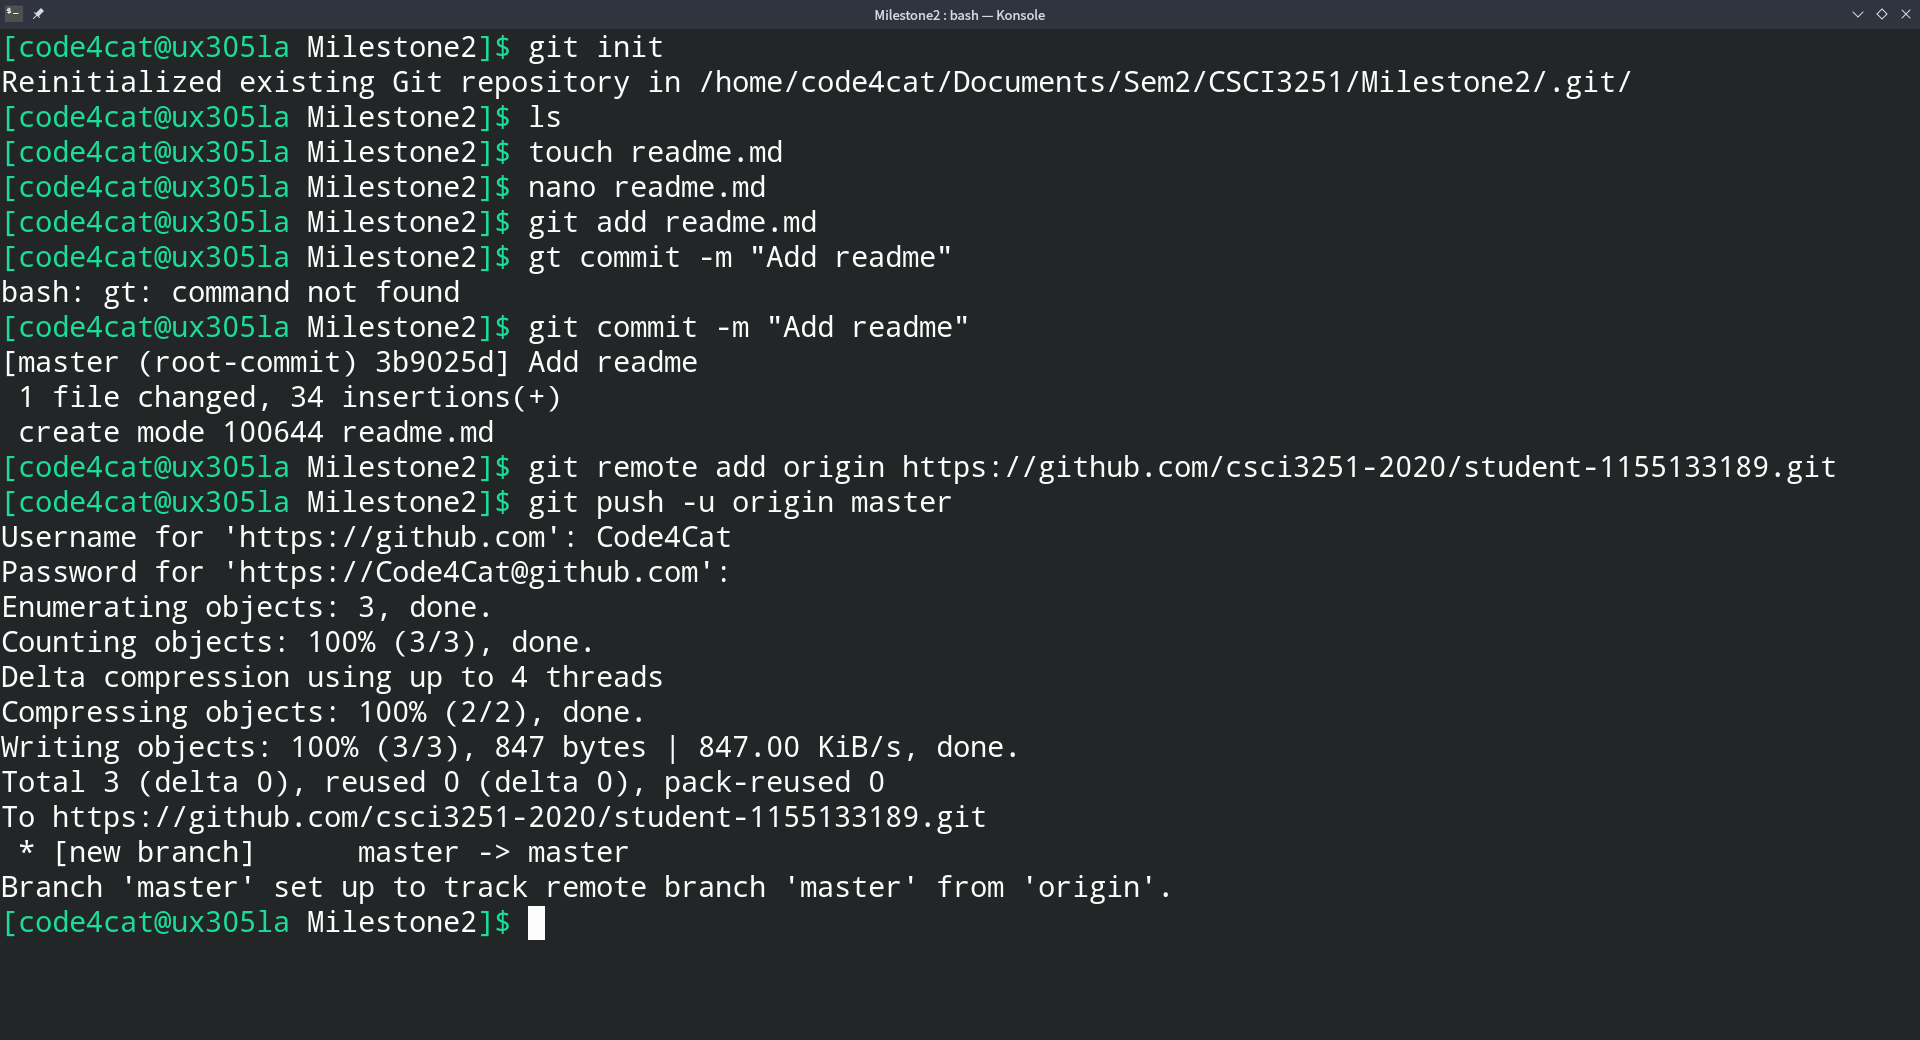 Milestone2 : bash — Konsole
[code4cat@ux305la Milestone2]$ git init
Reinitialized existing Git repository in /home/code4cat/Documents/Sem2/CSCI3251/Milestone2/.git/
[code4cat@ux305la Milestone2]$ ls
[code4cat@ux305la Milestone2]$ touch readme.md
[code4cat@ux305la Milestone2]$ nano readme.md
[code4cat@ux305la Milestone2]$ git add readme.md
[code4cat@ux305la Milestone2]$ gt commit -m "Add readme"
bash: gt: command not found
[code4cat@ux305la Milestone2]$ git commit -m "Add readme"
[master (root-commit) 3b9025d] Add readme
 1 file changed, 34 insertions(+)
 create mode 100644 readme.md
[code4cat@ux305la Milestone2]$ git remote add origin https://github.com/csci3251-2020/student-1155133189.git
[code4cat@ux305la Milestone2]$ git push -u origin master
Username for 'https://github.com': Code4Cat
Password for 'https://Code4Cat@github.com':
Enumerating objects: 3, done.
Counting objects: 100% (3/3), done.
Delta compression using up to 4 threads
Compressing objects: 100% (2/2), done.
Writing objects: 100% (3/3), 847 bytes | 847.00 KiB/s, done.
Total 3 (delta 0), reused 0 (delta 0), pack-reused 0
To https://github.com/csci3251-2020/student-1155133189.git
 * [new branch]      master -> master
Branch 'master' set up to track remote branch 'master' from 'origin'.
[code4cat@ux305la Milestone2]$